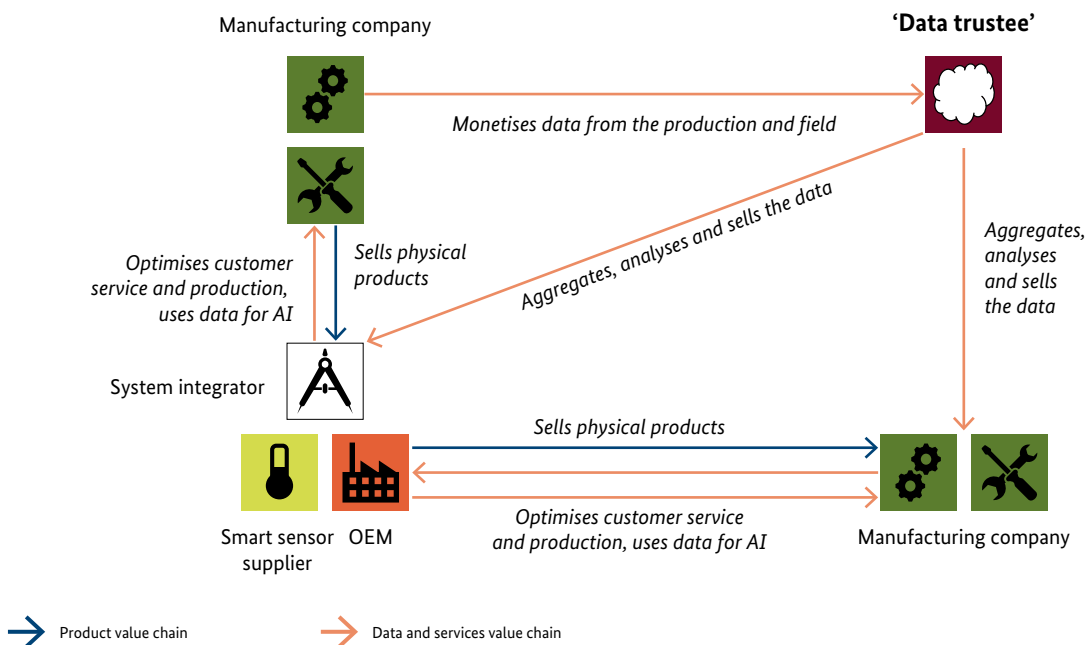 Manufacturing company
‘Data trustee’
Monetises data from the production and field
Aggregates, analyses and sells the data
Aggregates,
analyses
and sells
the data
Sells physical
products
Optimises customer
service and production,
uses data for AI
System integrator
Sells physical products
Smart sensor
supplier
OEM
Optimises customer service
and production, uses data for AI
Manufacturing company
Product value chain
Data and services value chain